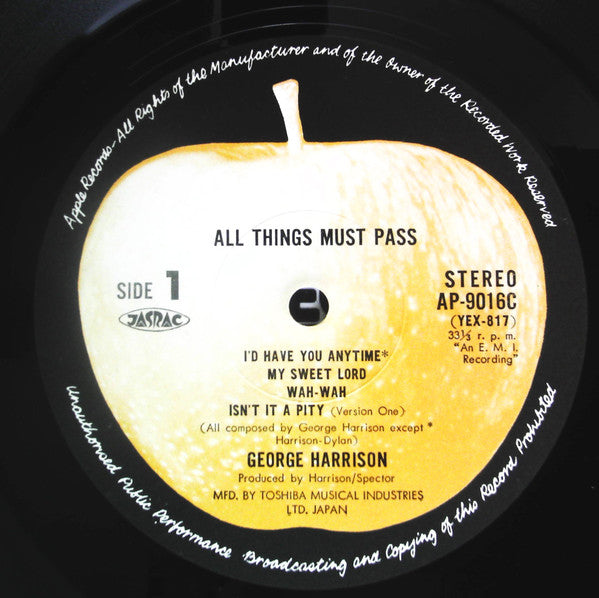 Apple Records-All Rights of the Manufacturer and of the Owner of the Recorded Work Reserved
ALL THINGS MUST PASS
SIDE 1
JASRAC
STEREO
AP-9016C
(YEX-817)
33⅓ r. p. m.
"An E. M. I.
Recording"
I'D HAVE YOU ANYTIME*
MY SWEET LORD
WAH-WAH
ISN'T IT A PITY (Version One)
(All composed by George Harrison except *
Harrison-Dylan)
GEORGE HARRISON
Produced by Harrison/Spector
MFD. BY TOSHIBA MUSICAL INDUSTRIES
LTD. JAPAN
Unauthorised Public Performance Broadcasting and Copying of this Record Prohibited